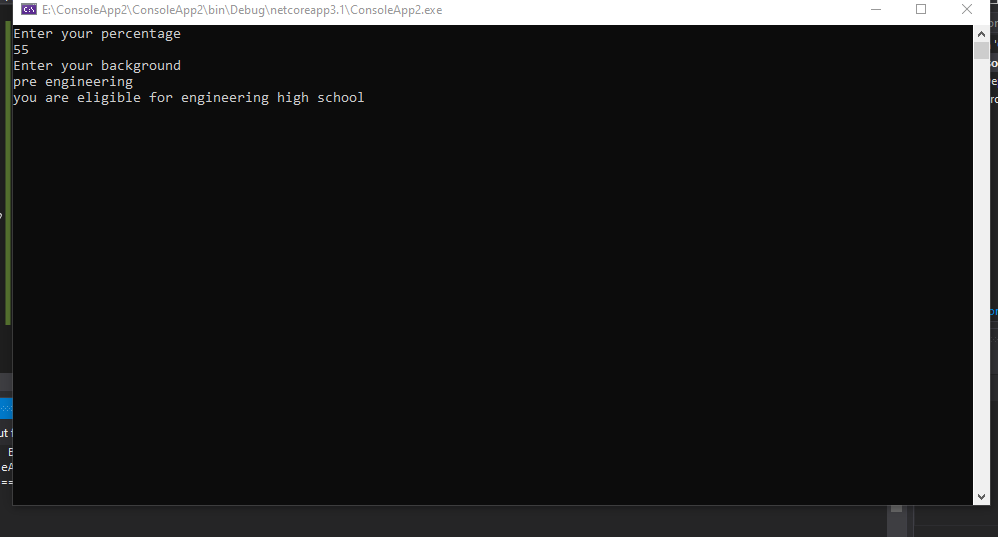 E:\ConsoleApp2\ConsoleApp2\bin\Debug\netcoreapp3.1\ConsoleApp2.exe
Enter your percentage
55
Enter your background
pre engineering
you are eligible for engineering high school